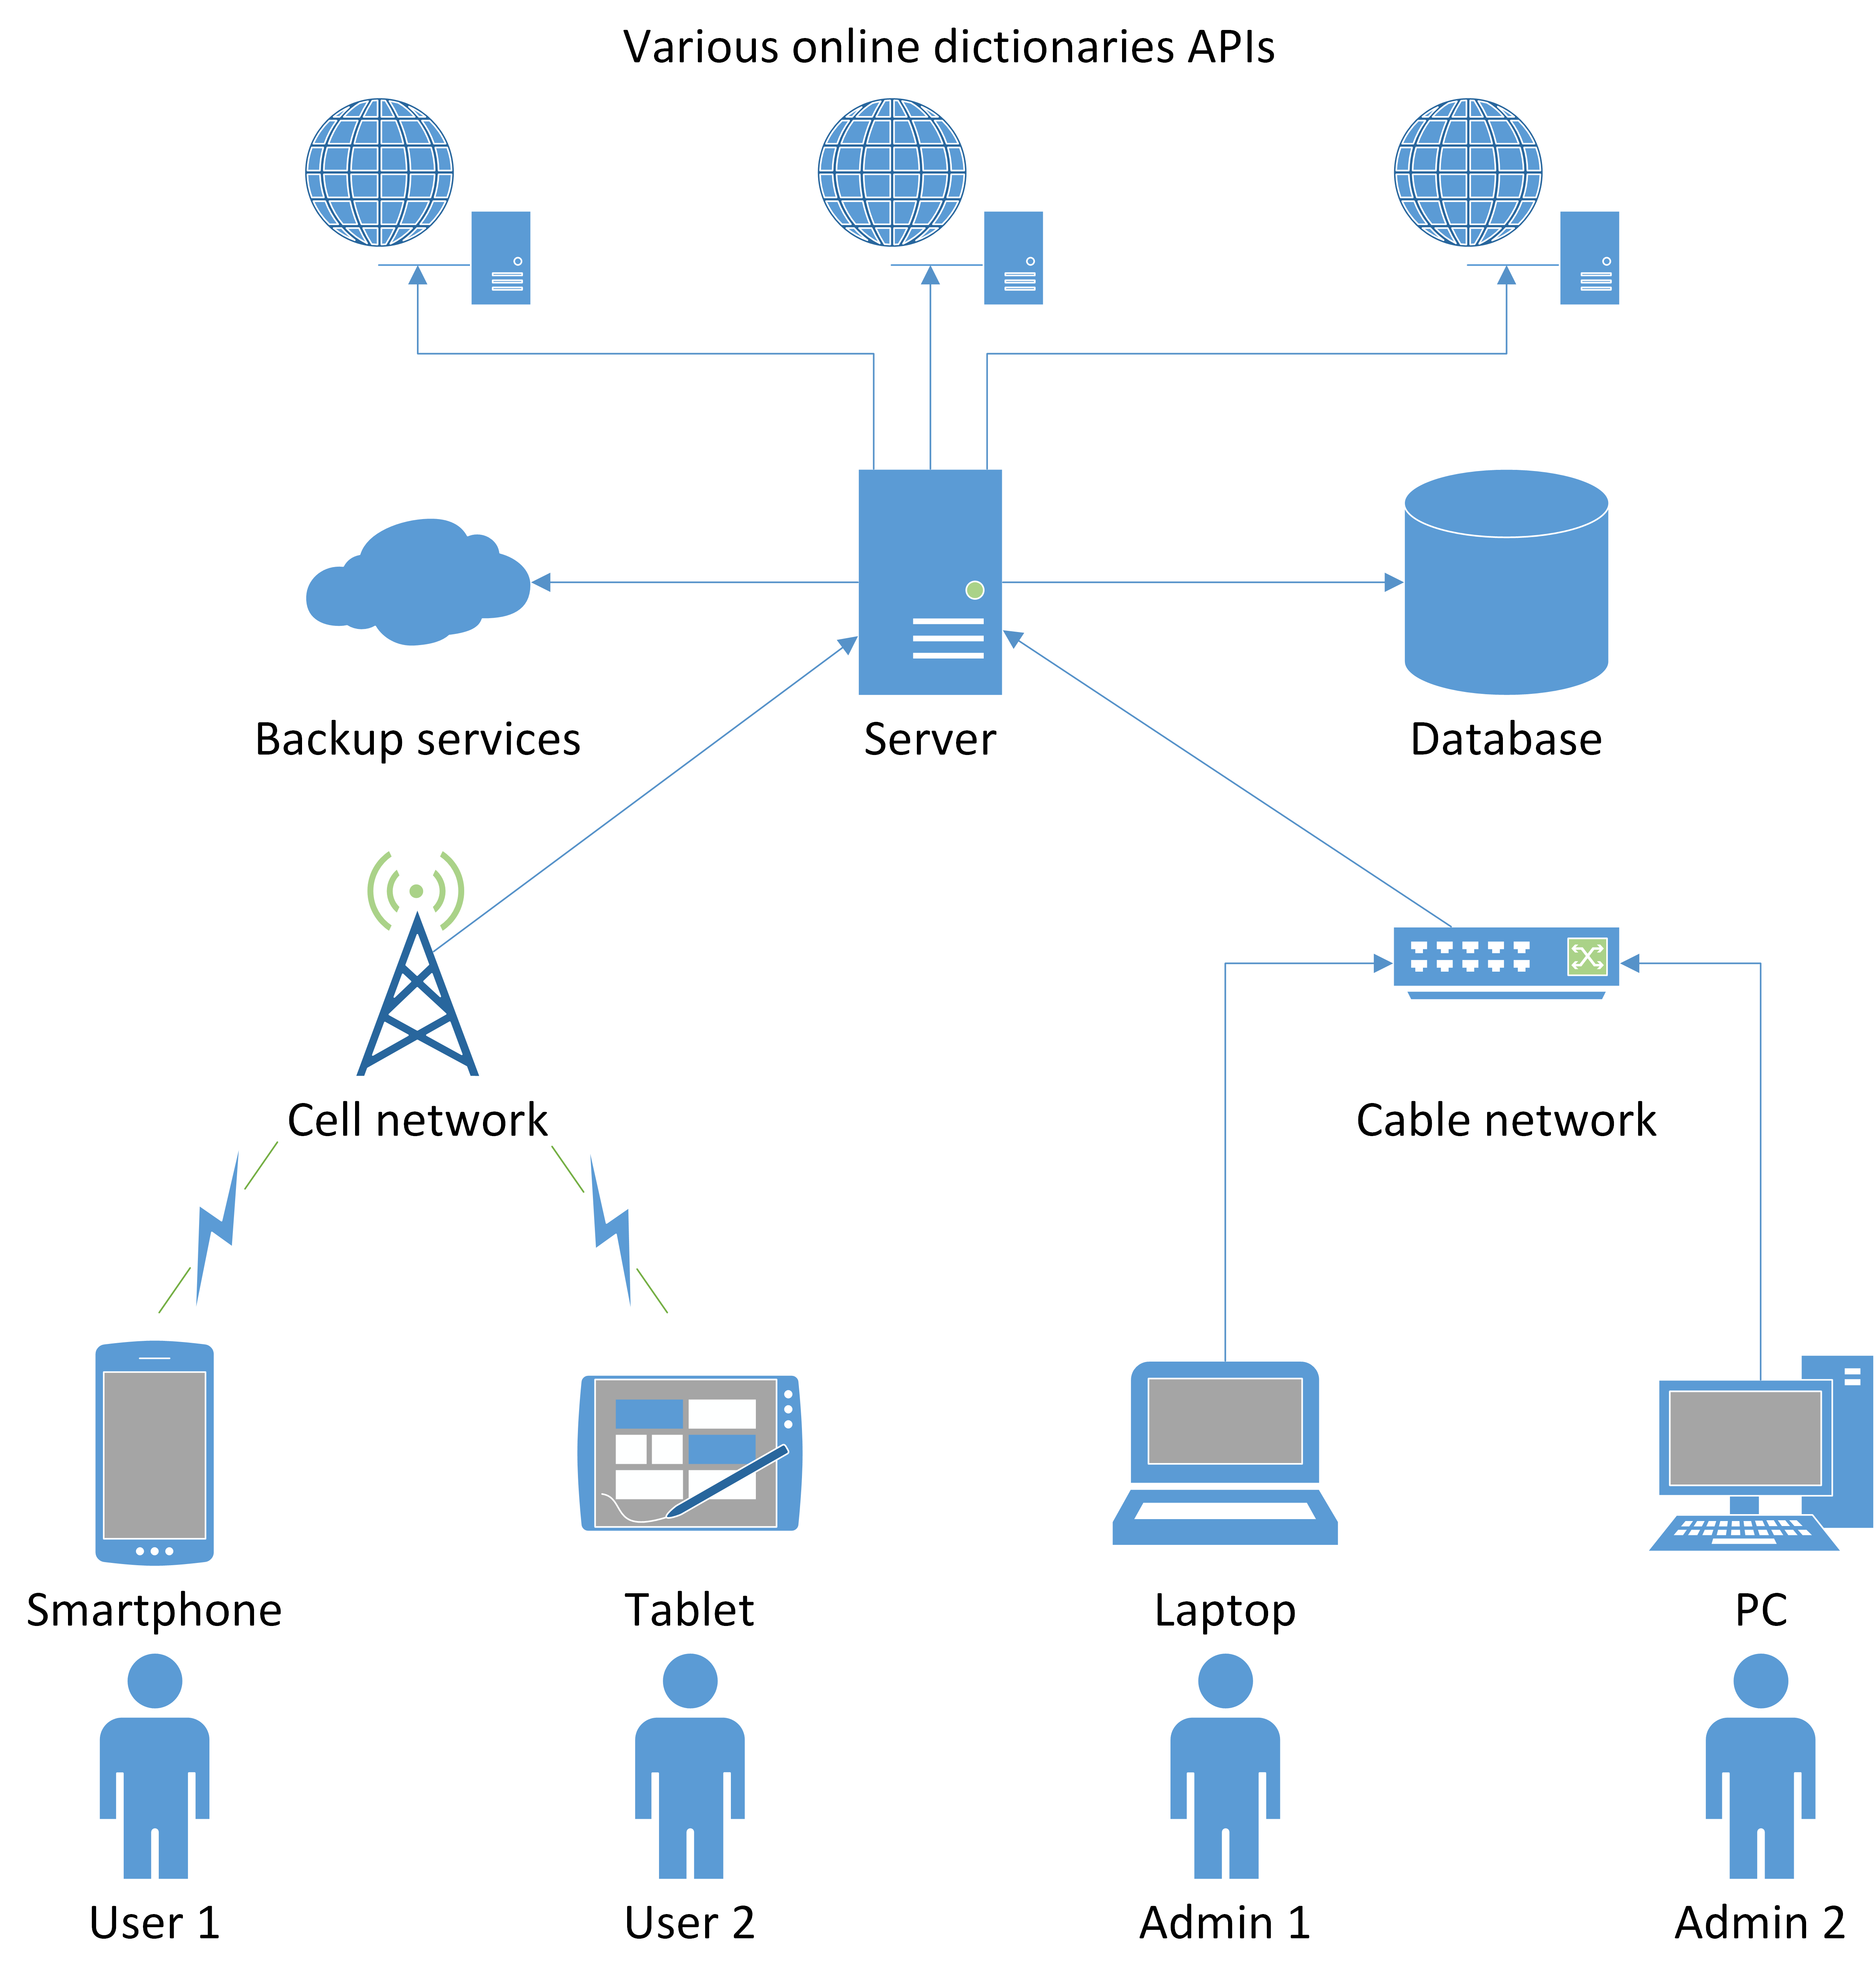 Various online dictionaries APIs
Backup services
Server
Database
Cell network
Cable network
Smartphone
Tablet
Laptop
PC
User 1
User 2
Admin 1
Admin 2